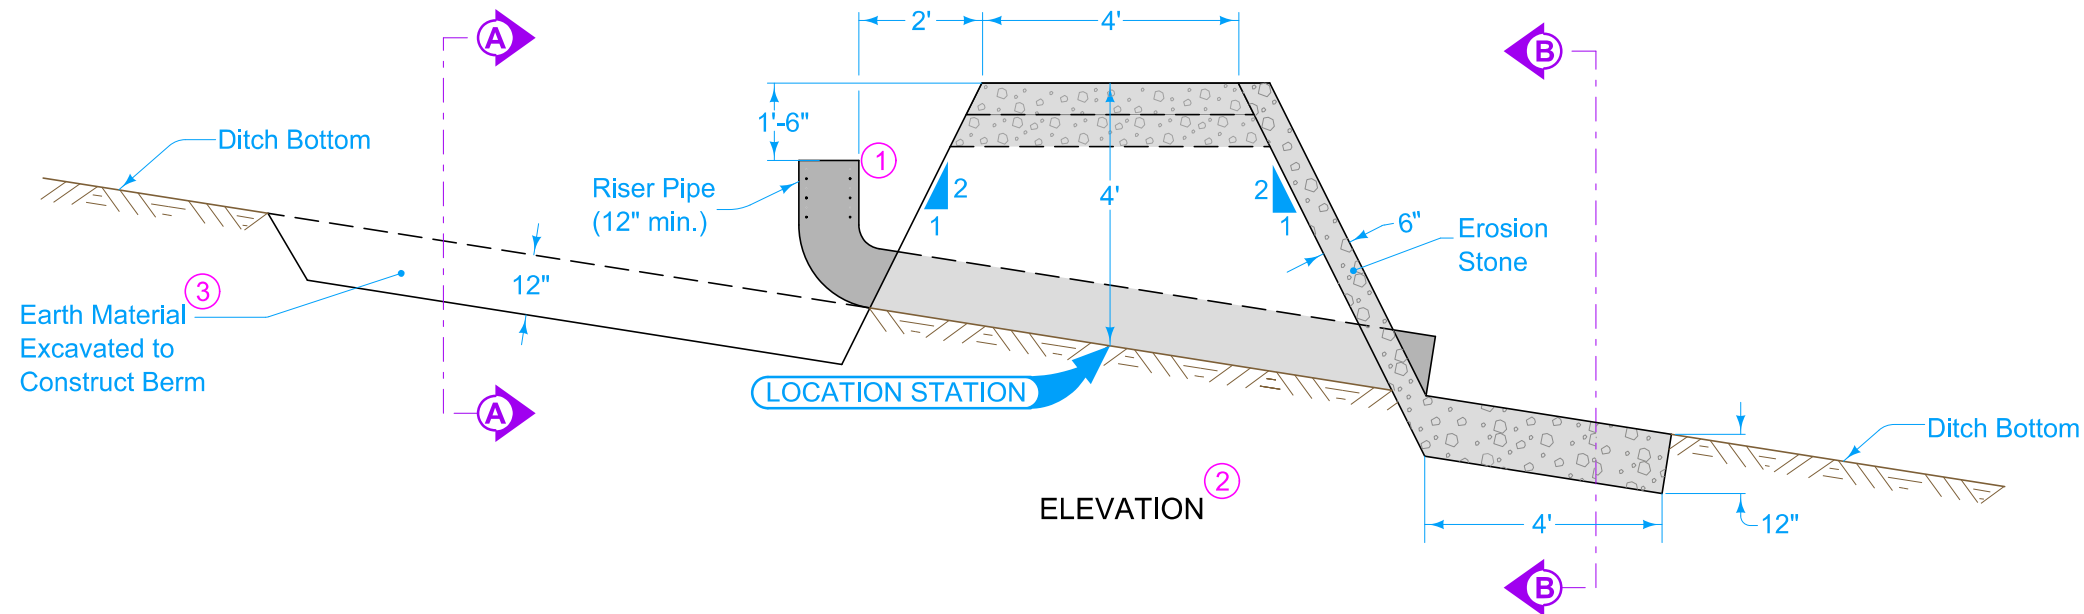 A
2'
4'
B
1'-6"
Ditch Bottom
1
Riser Pipe
(12" min.)
2
1
4'
2
1
6"
Erosion
Stone
12"
3
Earth Material
Excavated to
Construct Berm
LOCATION STATION
A
Ditch Bottom
2
ELEVATION
4'
12"
B